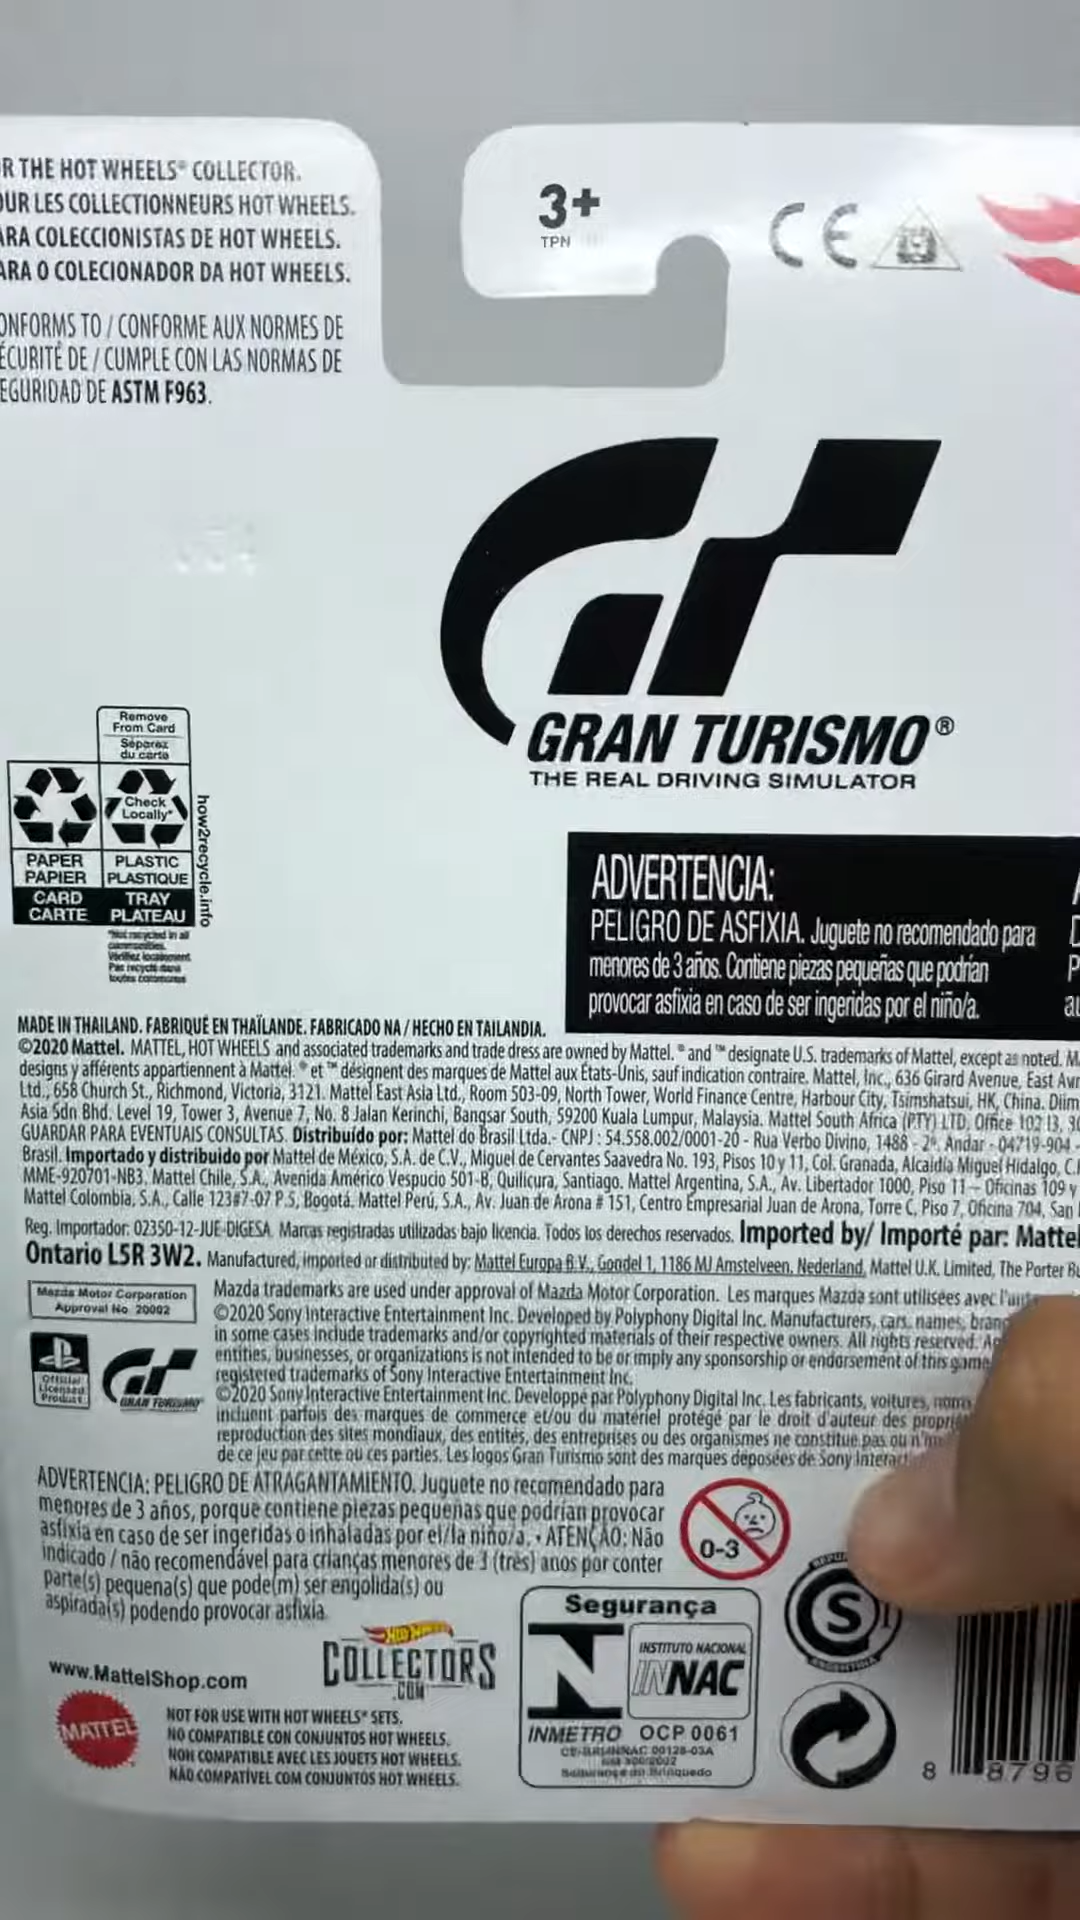 R THE HOT WHEELS® COLLECTOR.
OUR LES COLLECTIONNEURS HOT WHEELS.
ARA COLECCIONISTAS DE HOT WHEELS.
ARA O COLECIONADOR DA HOT WHEELS.
ONFORMS TO / CONFORME AUX NORMES DE
ÉCURITÉ DE / CUMPLE CON LAS NORMAS DE
EGURIDAD DE ASTM F963.
3+
TPN
CE
GT
GRAN TURISMO®
THE REAL DRIVING SIMULATOR
Remove
From Card
Séparez
du carte
Check
Locally*
PAPER
PAPIER
PLASTIC
PLASTIQUE
CARD
CARTE
TRAY
PLATEAU
how2recycle.info
*Not recycled in all
communities.
Vérifiez localement
Pas recyclé dans
toutes communes
ADVERTENCIA:
PELIGRO DE ASFIXIA. Juguete no recomendado para
menores de 3 años. Contiene piezas pequeñas que podrían
provocar asfixia en caso de ser ingeridas por el niño/a.
MADE IN THAILAND. FABRIQUÉ EN THAÏLANDE. FABRICADO NA / HECHO EN TAILANDIA.
©2020 Mattel. MATTEL, HOT WHEELS and associated trademarks and trade dress are owned by Mattel. ® and ™ designate U.S. trademarks of Mattel, except as noted. M
designs y afférents appartiennent à Mattel. ® et ™ désignent des marques de Mattel aux États-Unis, sauf indication contraire. Mattel, Inc., 636 Girard Avenue, East Aur
Ltd., 658 Church St., Richmond, Victoria, 3121. Mattel East Asia Ltd., Room 503-09, North Tower, World Finance Centre, Harbour City, Tsimshatsui, HK, China. Diim
Asia Sdn Bhd. Level 19, Tower 3, Avenue 7, No. 8 Jalan Kerinchi, Bangsar South, 59200 Kuala Lumpur, Malaysia. Mattel South Africa (PTY) LTD, Office 102 I3, 30
GUARDAR PARA EVENTUAIS CONSULTAS. Distribuído por: Mattel do Brasil Ltda.- CNPJ : 54.558.002/0001-20 - Rua Verbo Divino, 1488 - 2º. Andar - 04719-904 -
Brasil. Importado y distribuido por Mattel de México, S.A. de C.V., Miguel de Cervantes Saavedra No. 193, Pisos 10 y 11, Col. Granada, Alcaldía Miguel Hidalgo, C.P
MME-920701-NB3. Mattel Chile, S.A., Avenida Américo Vespucio 501-B, Quilicura, Santiago. Mattel Argentina, S.A., Av. Libertador 1000, Piso 11 – Oficinas 109 y
Mattel Colombia, S.A., Calle 123#7-07 P.5, Bogotá. Mattel Perú, S.A., Av. Juan de Arona # 151, Centro Empresarial Juan de Arona, Torre C, Piso 7, Oficina 704, San
Reg. Importador: 02350-12-JUE-DIGESA. Marcas registradas utilizadas bajo licencia. Todos los derechos reservados. Imported by/ Importé par: Mattel
Ontario L5R 3W2. Manufactured, imported or distributed by: Mattel Europa B.V., Gondel 1, 1186 MJ Amstelveen, Nederland, Mattel U.K. Limited, The Porter Bu
Mazda Motor Corporation
Approval No. 20092
Mazda trademarks are used under approval of Mazda Motor Corporation. Les marques Mazda sont utilisées avec
©2020 Sony Interactive Entertainment Inc. Developed by Polyphony Digital Inc. Manufacturers, cars, names, bran
in some cases include trademarks and/or copyrighted materials of their respective owners. All rights reserved.
entities, businesses, or organizations is not intended to be or imply any sponsorship or endorsement of this game
registered trademarks of Sony Interactive Entertainment Inc.
Official
Licensed
Product
GRAN TURISMO
©2020 Sony Interactive Entertainment Inc. Développé par Polyphony Digital Inc. Les fabricants, voitures, noms
incluent parfois des marques de commerce et/ou du matériel protégé par le droit d'auteur des proprié
reproduction des sites mondiaux, des entités, des entreprises ou des organismes ne constitue pas ou n'im
de ce jeu par cette ou ces parties. Les logos Gran Turismo sont des marques déposées de Sony Interact
ADVERTENCIA: PELIGRO DE ATRAGANTAMIENTO. Juguete no recomendado para
menores de 3 años, porque contiene piezas pequeñas que podrían provocar
asfixia en caso de ser ingeridas o inhaladas por el/la niño/a. • ATENÇÃO: Não
indicado / não recomendável para crianças menores de 3 (três) anos por conter
parte(s) pequena(s) que pode(m) ser engolida(s) ou
aspirada(s) podendo provocar asfixia.
0-3
S
ARGENTINA
www.MattelShop.com
HOT WHEELS
COLLECTORS
.COM
MATTEL
NOT FOR USE WITH HOT WHEELS® SETS.
NO COMPATIBLE CON CONJUNTOS HOT WHEELS.
NON COMPATIBLE AVEC LES JOUETS HOT WHEELS.
NÃO COMPATÍVEL COM CONJUNTOS HOT WHEELS.
Segurança
INSTITUTO NACIONAL
INNAC
INMETRO OCP 0061
CE-BRI/INNAC 00128-03A
NM 300/2002
Segurança do Brinquedo
8 8796